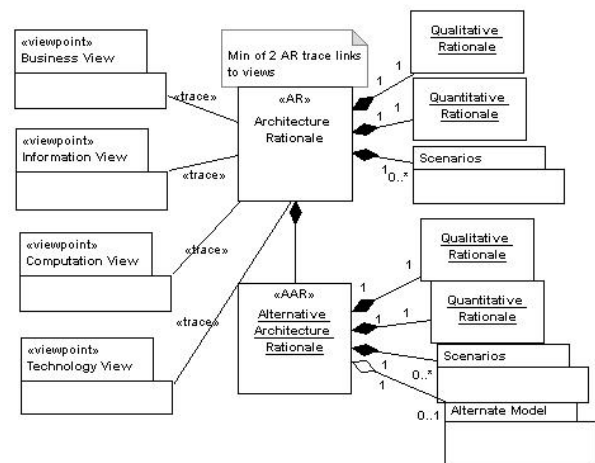 «viewpoint»
Business View
«trace»
«viewpoint»
Information View
«trace»
«viewpoint»
Computation View
«trace»
«viewpoint»
Technology View
«trace»
Min of 2 AR trace links
to views
«AR»
Architecture
Rationale
1
1
Qualitative
Rationale
1
1
Quantitative
Rationale
1
0..*
Scenarios
«AAR»
Alternative
Architecture
Rationale
1
1
Qualitative
Rationale
1
1
Quantitative
Rationale
1
0..*
Scenarios
1
0..1
Alternate Model